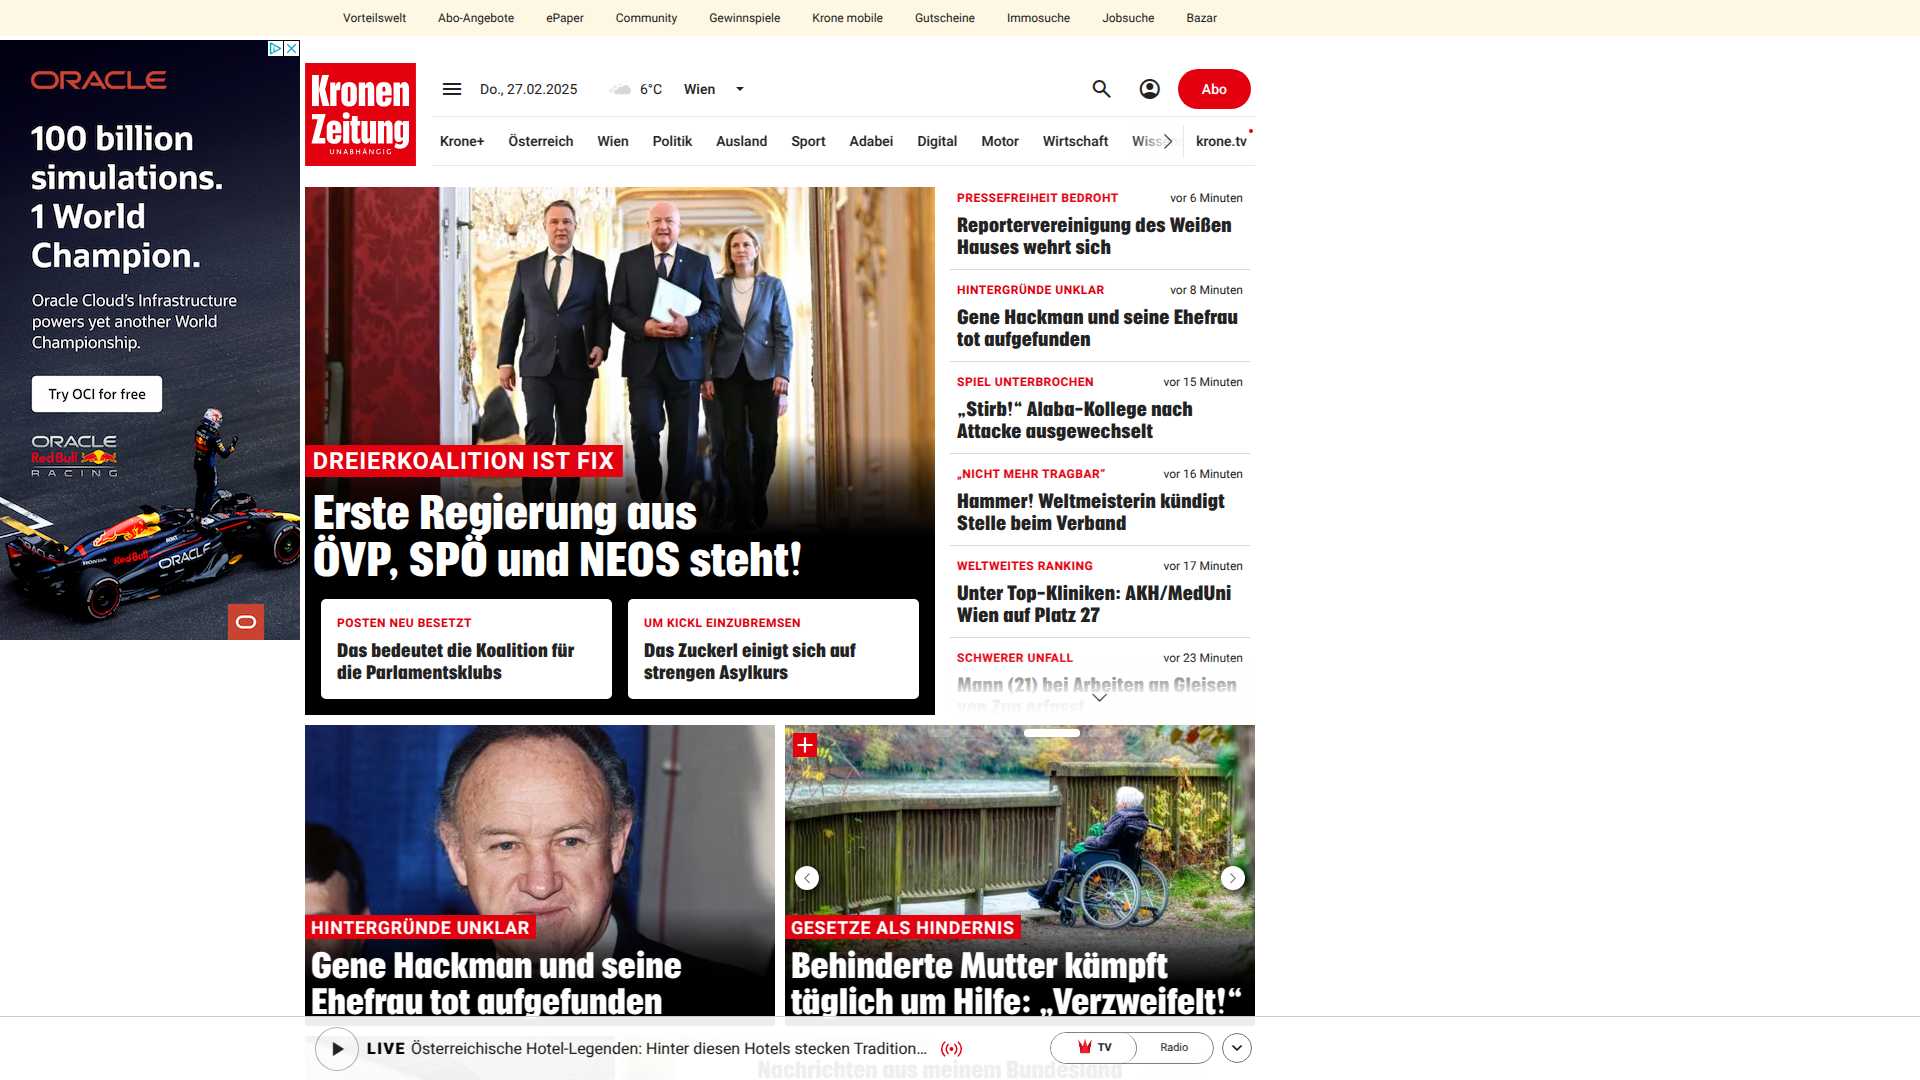 Vorteilswelt
Abo-Angebote
ePaper
Community
Gewinnspiele
Krone mobile
Gutscheine
Immosuche
Jobsuche
Bazar
ORACLE
100 billion
simulations.
1 World
Champion.
Oracle Cloud's Infrastructure
powers yet another World
Championship.
Try OCI for free
ORACLE
Red Bull
RACING
Kronen
Zeitung
UNABHÄNGIG
Do., 27.02.2025
6°C
Wien
Abo
Krone+
Österreich
Wien
Politik
Ausland
Sport
Adabei
Digital
Motor
Wirtschaft
krone.tv
DREIERKOALITION IST FIX
Erste Regierung aus
ÖVP, SPÖ und NEOS steht!
POSTEN NEU BESETZT
Das bedeutet die Koalition für
die Parlamentsklubs
UM KICKL EINZUBREMSEN
Das Zuckerl einigt sich auf
strengen Asylkurs
PRESSEFREIHEIT BEDROHT
vor 6 Minuten
Reportervereinigung des Weißen
Hauses wehrt sich
HINTERGRÜNDE UNKLAR
vor 8 Minuten
Gene Hackman und seine Ehefrau
tot aufgefunden
SPIEL UNTERBROCHEN
vor 15 Minuten
„Stirb!“ Alaba-Kollege nach
Attacke ausgewechselt
„NICHT MEHR TRAGBAR“
vor 16 Minuten
Hammer! Weltmeisterin kündigt
Stelle beim Verband
WELTWEITES RANKING
vor 17 Minuten
Unter Top-Kliniken: AKH/MedUni
Wien auf Platz 27
SCHWERER UNFALL
vor 23 Minuten
Mann (21) bei Arbeiten an Gleisen
von Zug erfasst
HINTERGRÜNDE UNKLAR
Gene Hackman und seine
Ehefrau tot aufgefunden
GESETZE ALS HINDERNIS
Behinderte Mutter kämpft
täglich um Hilfe: „Verzweifelt!“
LIVE Österreichische Hotel-Legenden: Hinter diesen Hotels stecken Tradition...
TV
Radio
Nachrichten aus meinem Bundesland